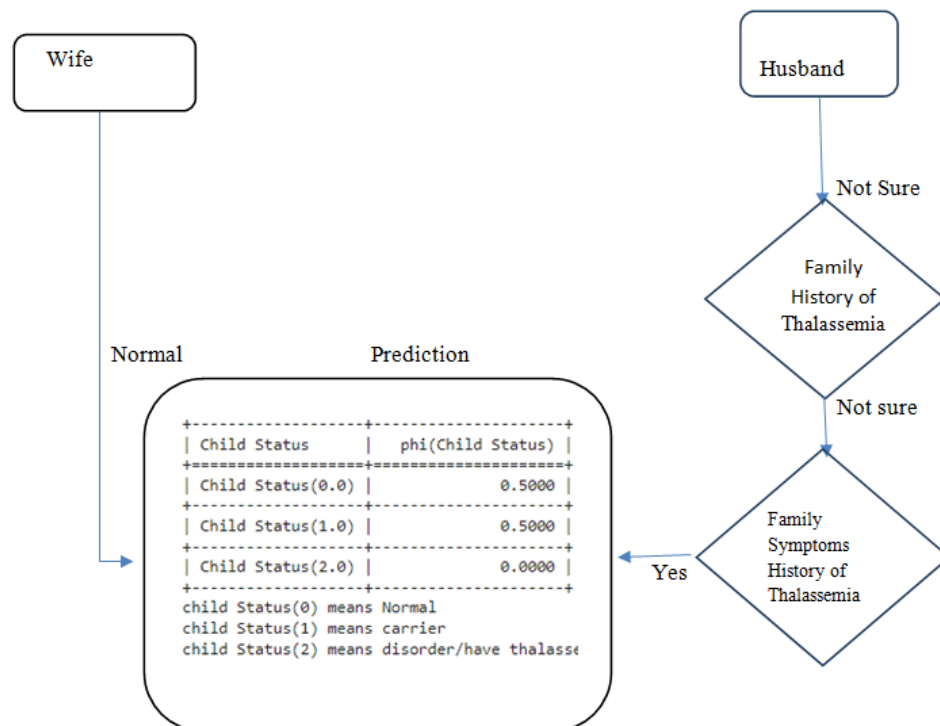 Wife
Husband
Not Sure
Family
History of
Thalassemia
Normal
Prediction
Not sure
+-------------------+---------------------+
| Child Status | phi(Child Status) |
+===================+=====================+
| Child Status(0.0) | 0.5000 |
+-------------------+---------------------+
| Child Status(1.0) | 0.5000 |
+-------------------+---------------------+
| Child Status(2.0) | 0.0000 |
+-------------------+---------------------+
child Status(0) means Normal
child Status(1) means carrier
child Status(2) means disorder/have thalasse
Family
Symptoms
History of
Thalassemia
Yes